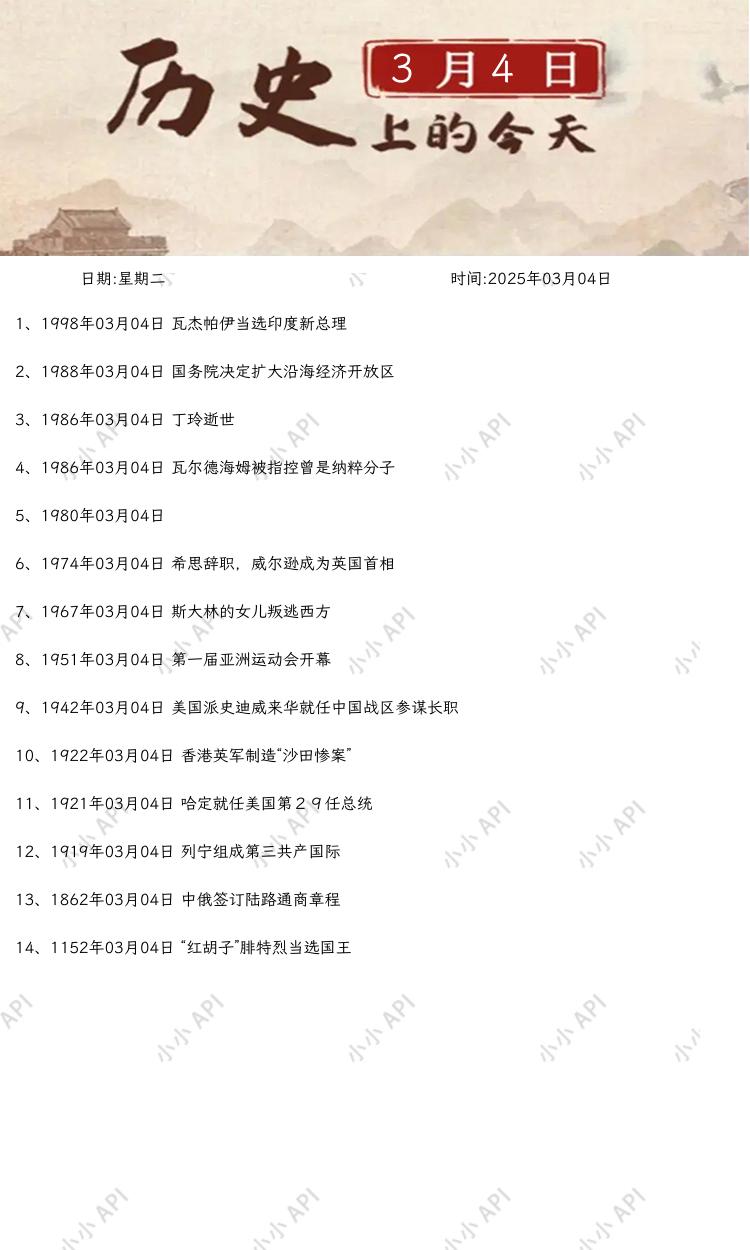 历史
3月4日
上的今天
日期:星期二 时间:2025年03月04日
1、1998年03月04日 瓦杰帕伊当选印度新总理
2、1988年03月04日 国务院决定扩大沿海经济开放区
3、1986年03月04日 丁玲逝世
4、1986年03月04日 瓦尔德海姆被指控曾是纳粹分子
5、1980年03月04日
6、1974年03月04日 希思辞职，威尔逊成为英国首相
7、1967年03月04日 斯大林的女儿叛逃西方
8、1951年03月04日 第一届亚洲运动会开幕
9、1942年03月04日 美国派史迪威来华就任中国战区参谋长职
10、1922年03月04日 香港英军制造“沙田惨案”
11、1921年03月04日 哈定就任美国第２９任总统
12、1919年03月04日 列宁组成第三共产国际
13、1862年03月04日 中俄签订陆路通商章程
14、1152年03月04日 “红胡子”腓特烈当选国王
小小 API